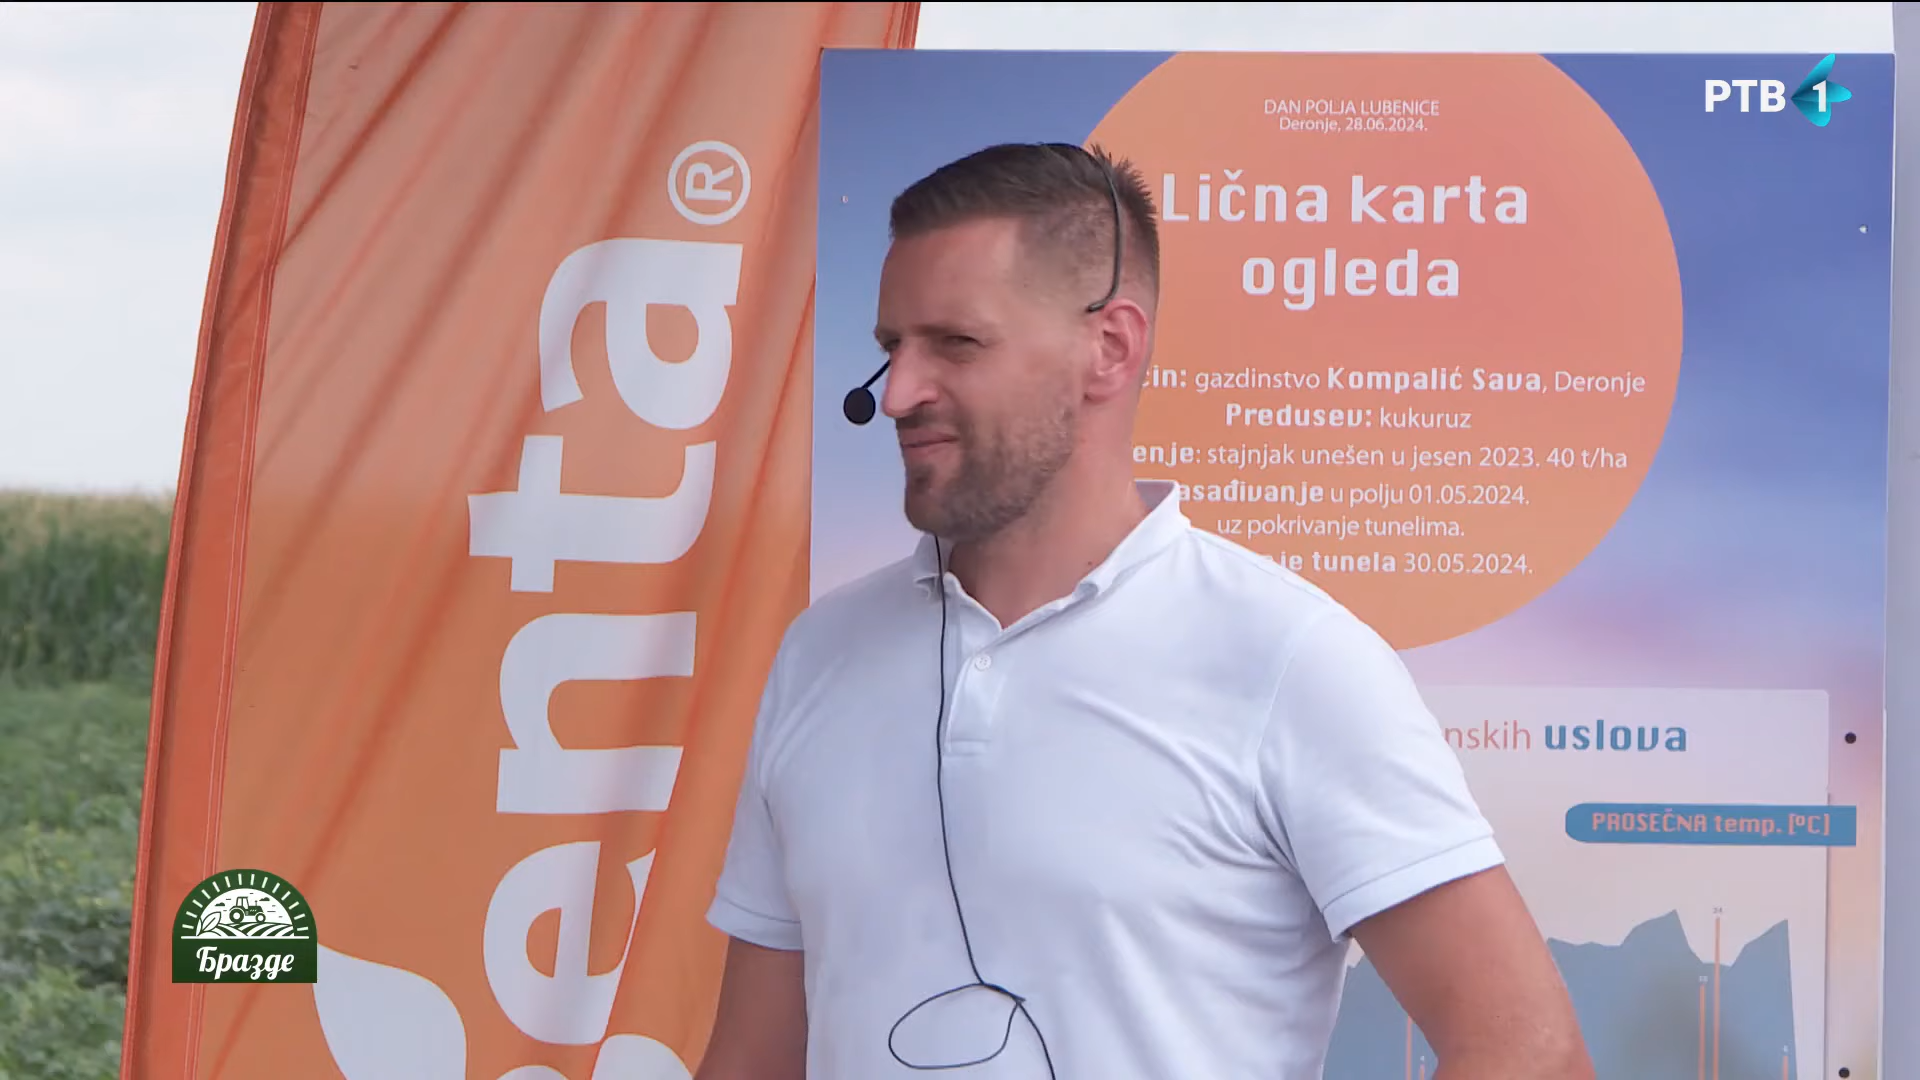 РТВ 1
DAN POLJA LUBENICE
Deronje, 28.06.2024.
Lična karta
ogleda
gazdinstvo Kompalić Sava, Deronje
Predusev: kukuruz
stajnjak unešen u jesen 2023. 40 t/ha
u polju 01.05.2024.
uz pokrivanje tunelima.
tunela 30.05.2024.
uslova
PROSEČNA temp. [ºC]
enta®
Бразде